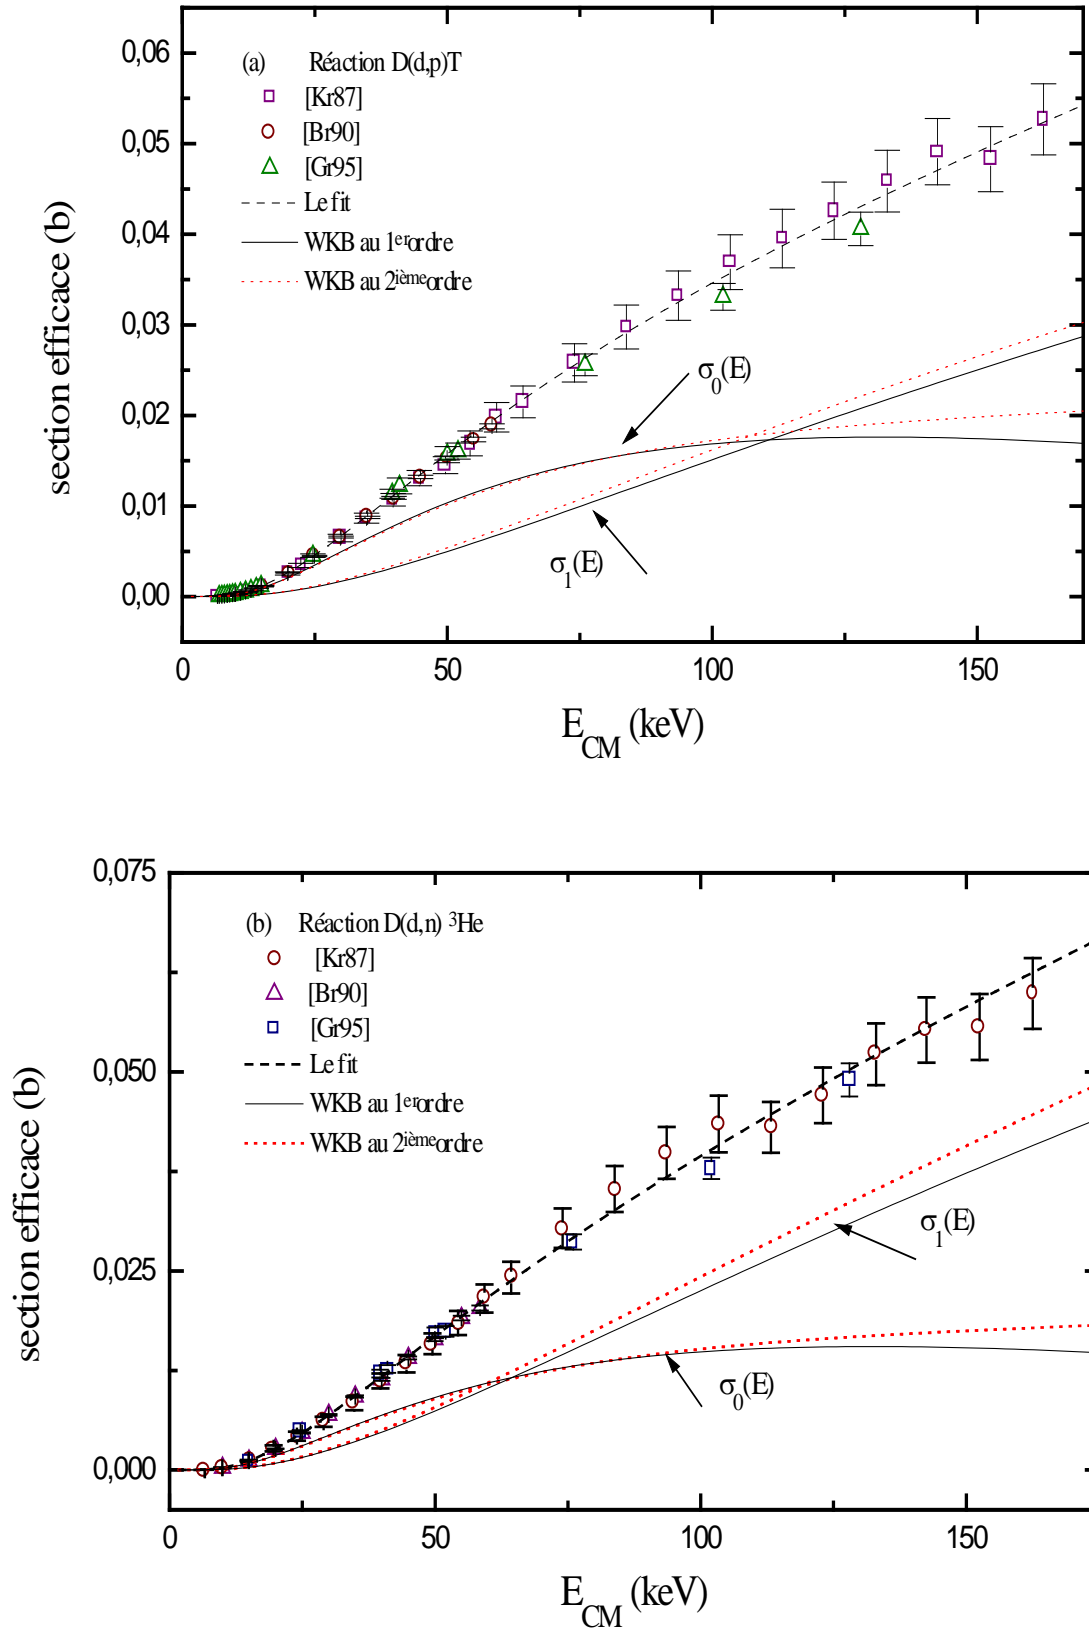 0,06
0,05
0,04
0,03
0,02
0,01
0,00
section efficace (b)
(a) Réaction D(d,p)T
[Kr87]
[Br90]
[Gr95]
Le fit
WKB au 1er ordre
WKB au 2ième ordre
σ0(E)
σ1(E)
0 50 100 150
ECM (keV)
0,075
0,050
0,025
0,000
section efficace (b)
(b) Réaction D(d,n) 3He
[Kr87]
[Br90]
[Gr95]
Le fit
WKB au 1er ordre
WKB au 2ième ordre
σ1(E)
σ0(E)
0 50 100 150
ECM (keV)